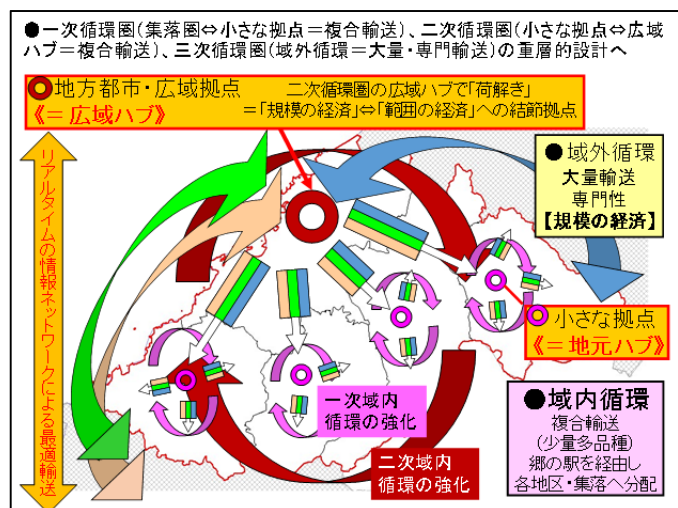 ●一次循環圏(集落圏⇔小さな拠点＝複合輸送)、二次循環圏(小さな拠点⇔広域
ハブ＝複合輸送)、三次循環圏(域外循環＝大量・専門輸送)の重層的設計へ
地方都市・広域拠点
《＝広域ハブ》
二次循環圏の広域ハブで「荷解き」
＝「規模の経済」⇔「範囲の経済」への結節拠点
リアルタイムの情報ネットワークによる最適輸送
●域外循環
大量輸送
専門性
【規模の経済】
小さな拠点
《＝地元ハブ》
一次域内
循環の強化
二次域内
循環の強化
●域内循環
複合輸送
(少量多品種)
郷の駅を経由し
各地区・集落へ分配